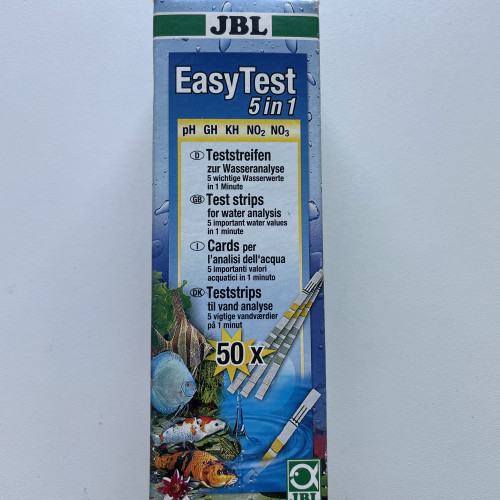 JBL
EasyTest
5 in 1
pH GH KH NO₂ NO₃
D Teststreifen
zur Wasseranalyse
5 wichtige Wasserwerte
in 1 Minute
GB Test strips
for water analysis
5 important water values
in 1 minute
I Cards per
l'analisi dell'acqua
5 importanti valori
acquatici in 1 minuto
DK Teststrips
til vand analyse
5 vigtige vandværdier
på 1 minut
50 x
JBL